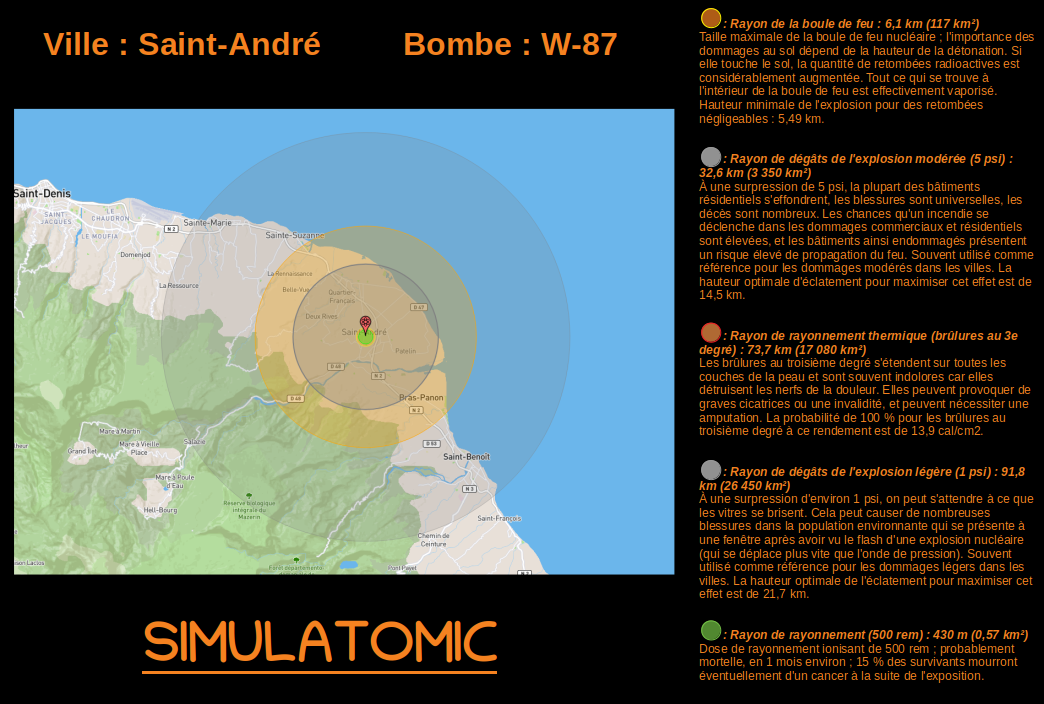 Ville : Saint-André
Bombe : W-87
Saint-Denis
SAINT-
JACQUES
LE
CHAUDRON
LE MOUFIA
N 2
Sainte-Marie
Sainte-Suzanne
Domenjod
La Ressource
La Renaissance
Belle-Vue
Quartier-
Français
D 47
Deux Rives
Saint-André
Patelin
D 48
N 2
D 48
Bras-Panon
N 2
D 53
Saint-Benoît
N 3
Mare à Martin
Mare à Vieille
Place
Salazie
Grand Îlet
Mare à Poule
d'Eau
Hell-Bourg
Réserve biologique
intégrale du
Mazerin
Saint-François
Chemin de
Ceinture
Forêt départementale
Pont Payet
N 2
SIMULATOMIC
: Rayon de la boule de feu : 6,1 km (117 km²)
Taille maximale de la boule de feu nucléaire ; l'importance des
dommages au sol dépend de la hauteur de la détonation. Si
elle touche le sol, la quantité de retombées radioactives est
considérablement augmentée. Tout ce qui se trouve à
l'intérieur de la boule de feu est effectivement vaporisé.
Hauteur minimale de l'explosion pour des retombées
négligeables : 5,49 km.
: Rayon de dégâts de l'explosion modérée (5 psi) :
32,6 km (3 350 km²)
À une surpression de 5 psi, la plupart des bâtiments
résidentiels s'effondrent, les blessures sont universelles, les
décès sont nombreux. Les chances qu'un incendie se
déclenche dans les dommages commerciaux et résidentiels
sont élevées, et les bâtiments ainsi endommagés présentent
un risque élevé de propagation du feu. Souvent utilisé comme
référence pour les dommages modérés dans les villes. La
hauteur optimale d'éclatement pour maximiser cet effet est de
14,5 km.
: Rayon de rayonnement thermique (brûlures au 3e
degré) : 73,7 km (17 080 km²)
Les brûlures au troisième degré s'étendent sur toutes les
couches de la peau et sont souvent indolores car elles
détruisent les nerfs de la douleur. Elles peuvent provoquer de
graves cicatrices ou une invalidité, et peuvent nécessiter une
amputation. La probabilité de 100 % pour les brûlures au
troisième degré à ce rendement est de 13,9 cal/cm2.
: Rayon de dégâts de l'explosion légère (1 psi) : 91,8
km (26 450 km²)
À une surpression d'environ 1 psi, on peut s'attendre à ce que
les vitres se brisent. Cela peut causer de nombreuses
blessures dans la population environnante qui se présente à
une fenêtre après avoir vu le flash d'une explosion nucléaire
(qui se déplace plus vite que l'onde de pression). Souvent
utilisé comme référence pour les dommages légers dans les
villes. La hauteur optimale de l'éclatement pour maximiser cet
effet est de 21,7 km.
: Rayon de rayonnement (500 rem) : 430 m (0,57 km²)
Dose de rayonnement ionisant de 500 rem ; probablement
mortelle, en 1 mois environ ; 15 % des survivants mourront
éventuellement d'un cancer à la suite de l'exposition.